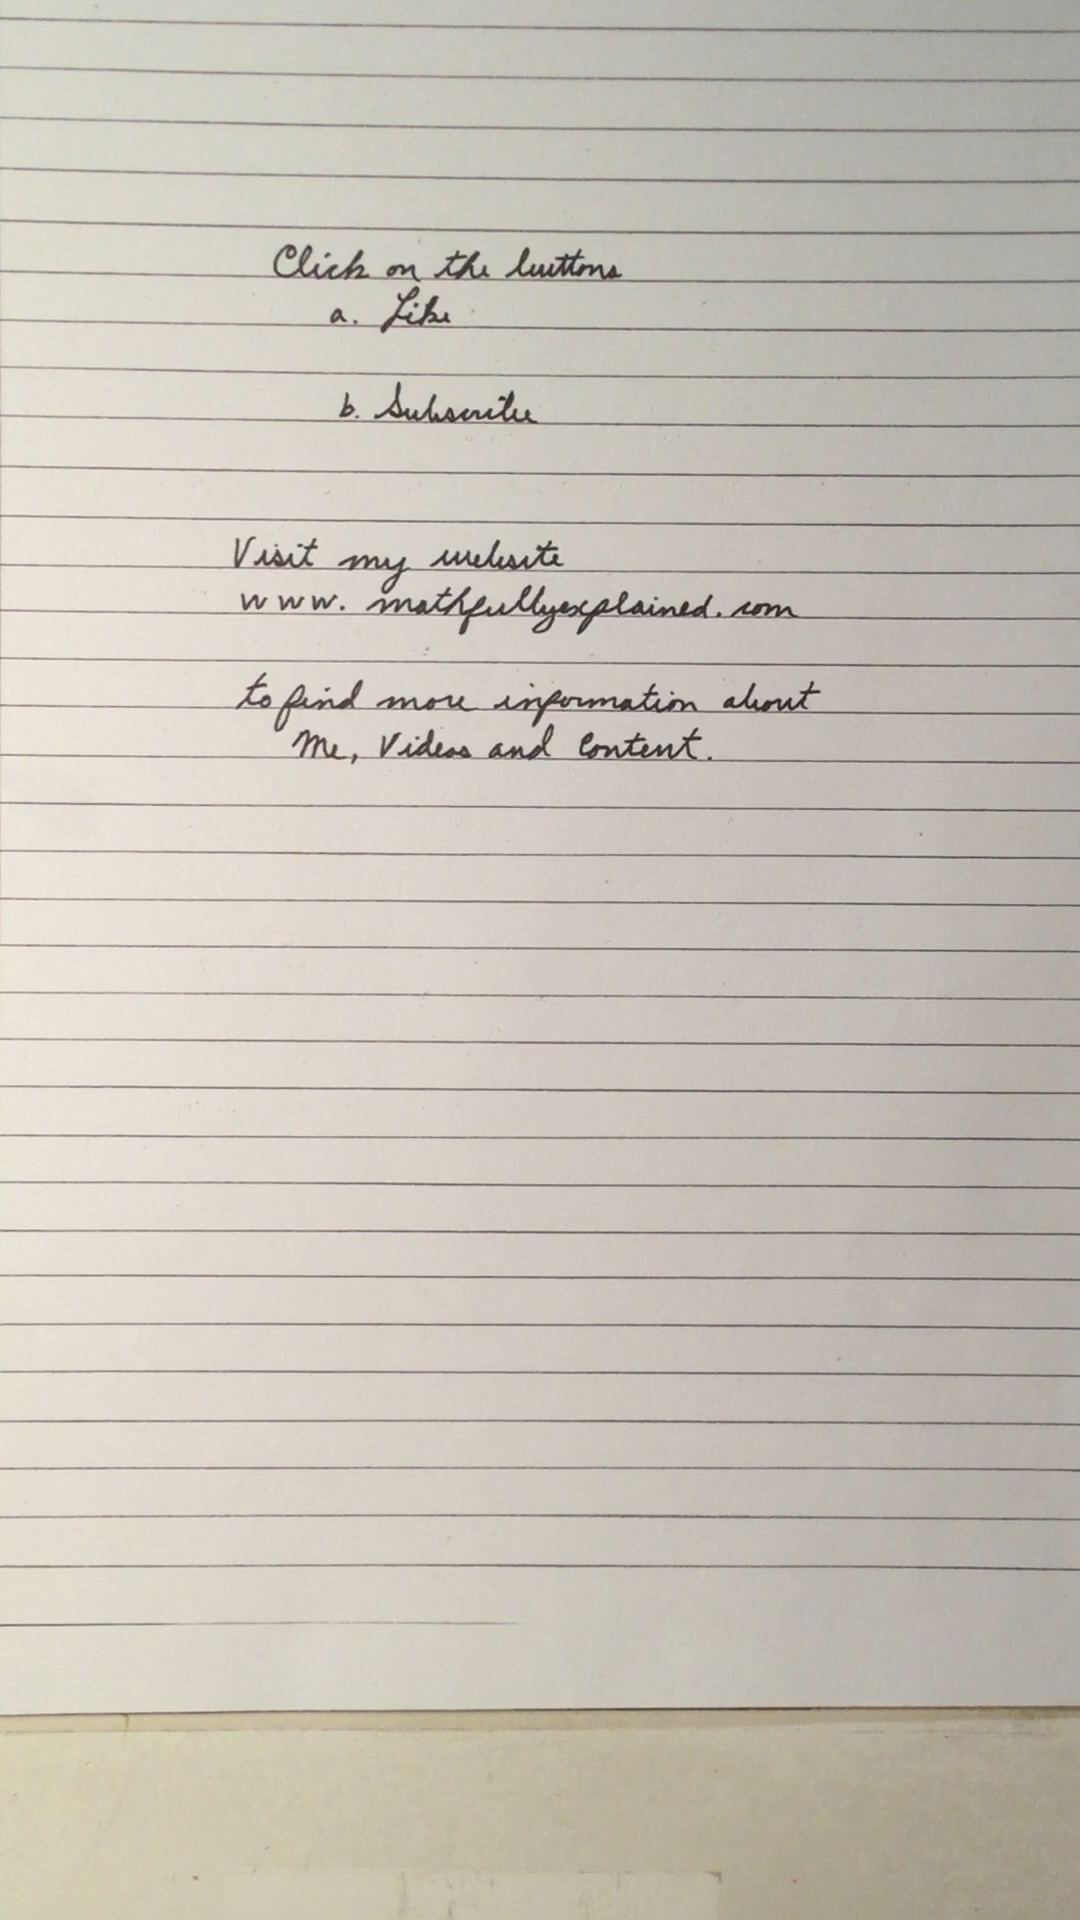 Click on the buttons
a. Like
b. Subscribe
Visit my website
www.mathfullyexplained.com
to find more information about
Me, Videos and Content.